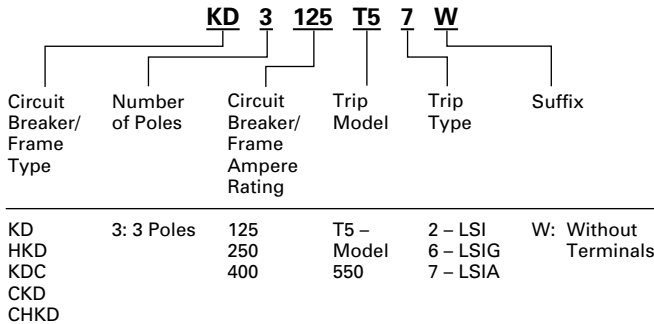 KD 3 125 T5 7 W
Circuit Number Circuit Trip Trip Suffix
Breaker/ of Poles Breaker/ Model Type
Frame Frame
Type Ampere
Rating
KD 3: 3 Poles 125 T5 – 2 – LSI W: Without
HKD 250 Model 6 – LSIG Terminals
KDC 400 550 7 – LSIA
CKD
CHKD